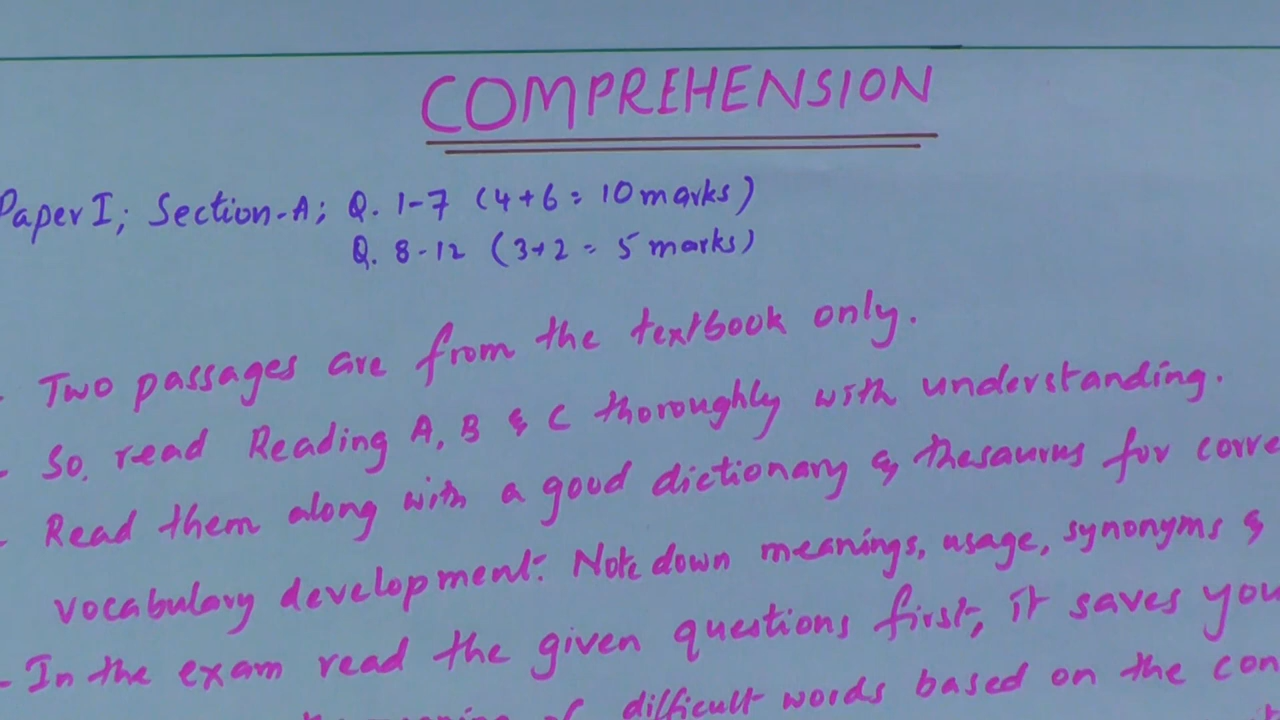 COMPREHENSION
Paper I; Section-A; Q. 1-7 (4+6 = 10 marks)
Q. 8-12 (3+2 = 5 marks)
- Two passages are from the textbook only.
- So, read Reading A, B & C thoroughly with understanding.
- Read them along with a good dictionary & thesaurus for
vocabulary development. Note down meanings, usage, synonyms &
- In the exam read the given questions first, it saves
meaning of difficult words based on the